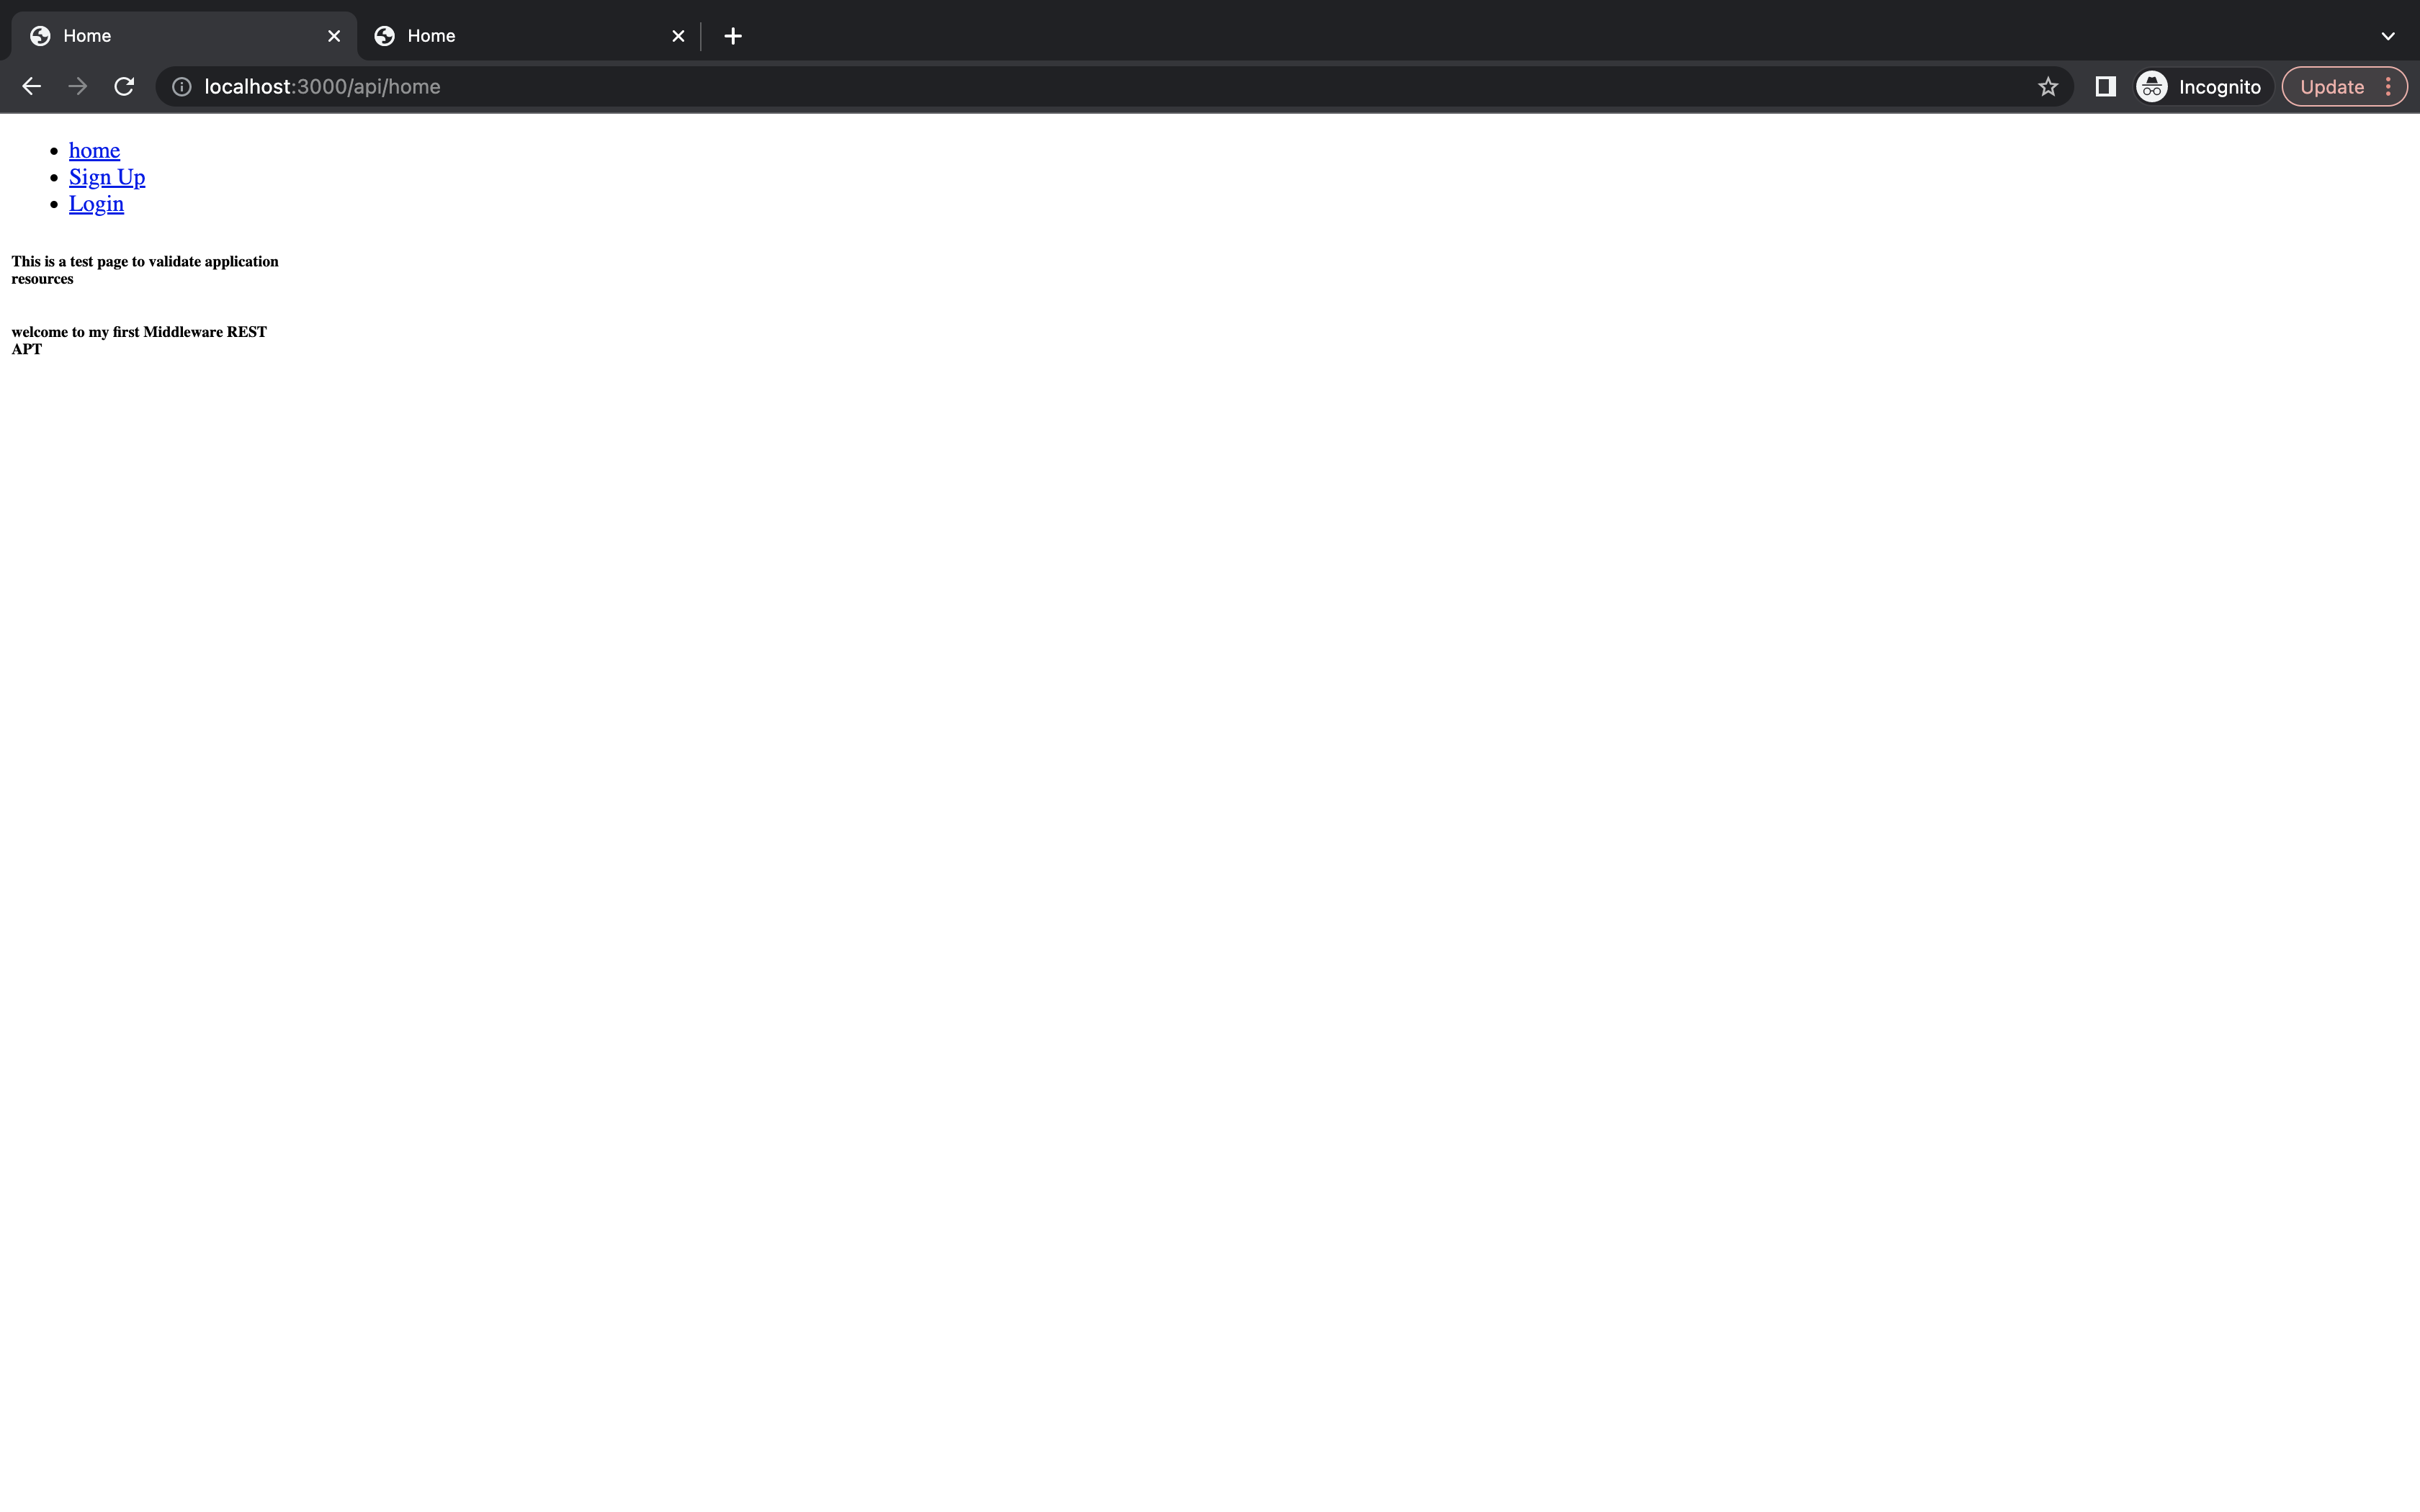 Home
Home
localhost:3000/api/home
Incognito
Update
home
Sign Up
Login
This is a test page to validate application
resources
welcome to my first Middleware REST
APT